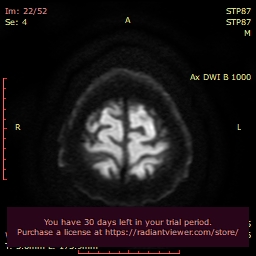 Im: 22/52
Se: 4
A
STP87
STP87
M
Ax DWI B 1000
R
L
You have 30 days left in your trial period.
Purchase a license at https://radiantviewer.com/store/